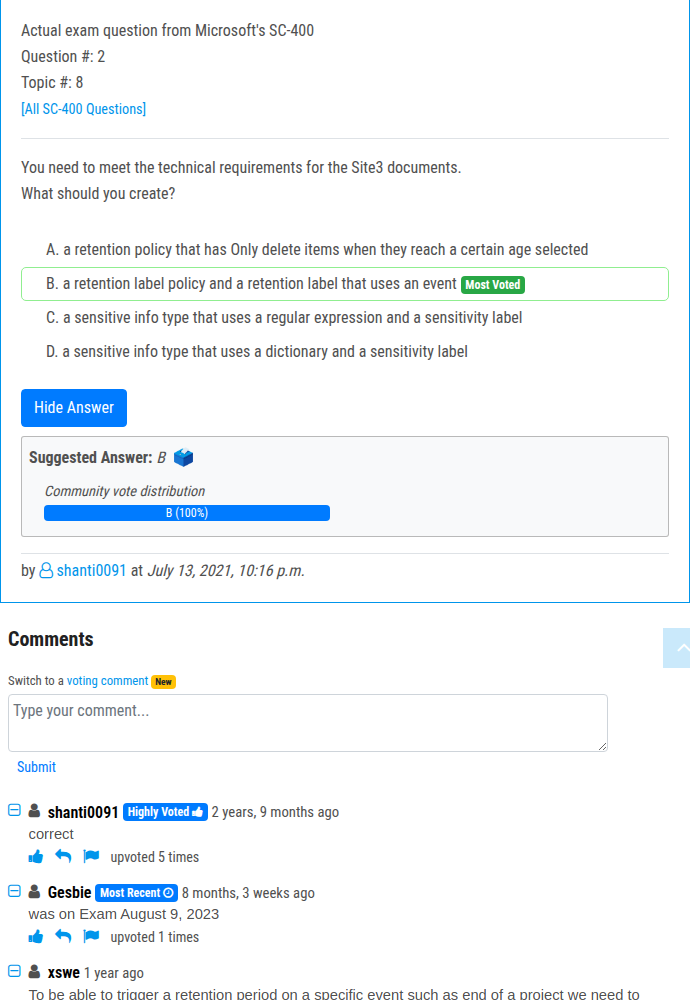 Actual exam question from Microsoft's SC-400
Question #: 2
Topic #: 8
[All SC-400 Questions]
You need to meet the technical requirements for the Site3 documents.
What should you create?
A. a retention policy that has Only delete items when they reach a certain age selected
B. a retention label policy and a retention label that uses an event Most Voted
C. a sensitive info type that uses a regular expression and a sensitivity label
D. a sensitive info type that uses a dictionary and a sensitivity label
Hide Answer
Suggested Answer: B
Community vote distribution
B (100%)
by shanti0091 at July 13, 2021, 10:16 p.m.
Comments
Switch to a voting comment New
Type your comment...
Submit
shanti0091 Highly Voted 2 years, 9 months ago
correct
upvoted 5 times
Gesbie Most Recent 8 months, 3 weeks ago
was on Exam August 9, 2023
upvoted 1 times
xswe 1 year ago
To be able to trigger a retention period on a specific event such as end of a project we need to